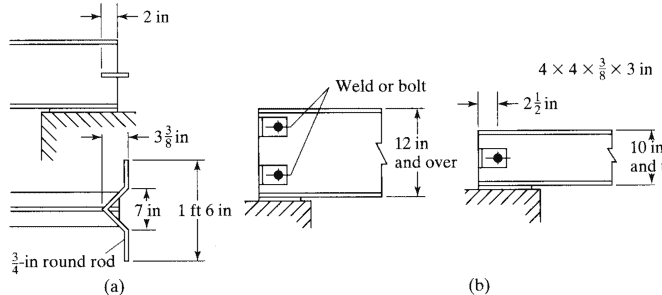 2 in
3 3/8 in
7 in
1 ft 6 in
3/4-in round rod
(a)
Weld or bolt
12 in
and over
4 × 4 × 3/8 × 3 in
2 1/2 in
10 in
and
(b)